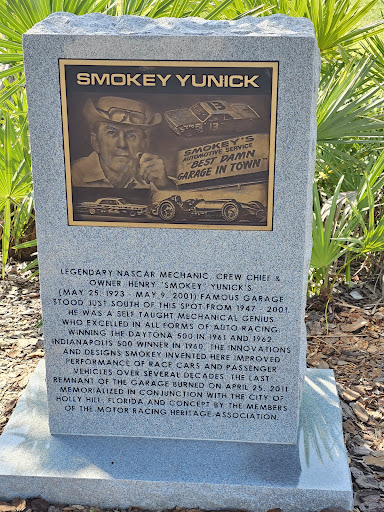 SMOKEY YUNICK
13
SMOKEY'S
AUTOMOTIVE SERVICE
"BEST DAMN
GARAGE IN TOWN"
LEGENDARY NASCAR MECHANIC, CREW CHIEF &
OWNER, HENRY "SMOKEY" YUNICK'S
(MAY 25, 1923 - MAY 9, 2001) FAMOUS GARAGE
STOOD JUST SOUTH OF THIS SPOT FROM 1947 - 2001.
HE WAS A SELF TAUGHT MECHANICAL GENIUS,
WHO EXCELLED IN ALL FORMS OF AUTO RACING,
WINNING THE DAYTONA 500 IN 1961 AND 1962.
INDIANAPOLIS 500 WINNER IN 1960. THE INNOVATIONS
AND DESIGNS SMOKEY INVENTED HERE IMPROVED
PERFORMANCE OF RACE CARS AND PASSENGER
VEHICLES OVER SEVERAL DECADES. THE LAST
REMNANT OF THE GARAGE BURNED ON APRIL 25, 2011.
MEMORIALIZED IN CONJUNCTION WITH THE CITY OF
HOLLY HILL, FLORIDA AND CONCEPT BY THE MEMBERS
OF THE MOTOR RACING HERITAGE ASSOCIATION.